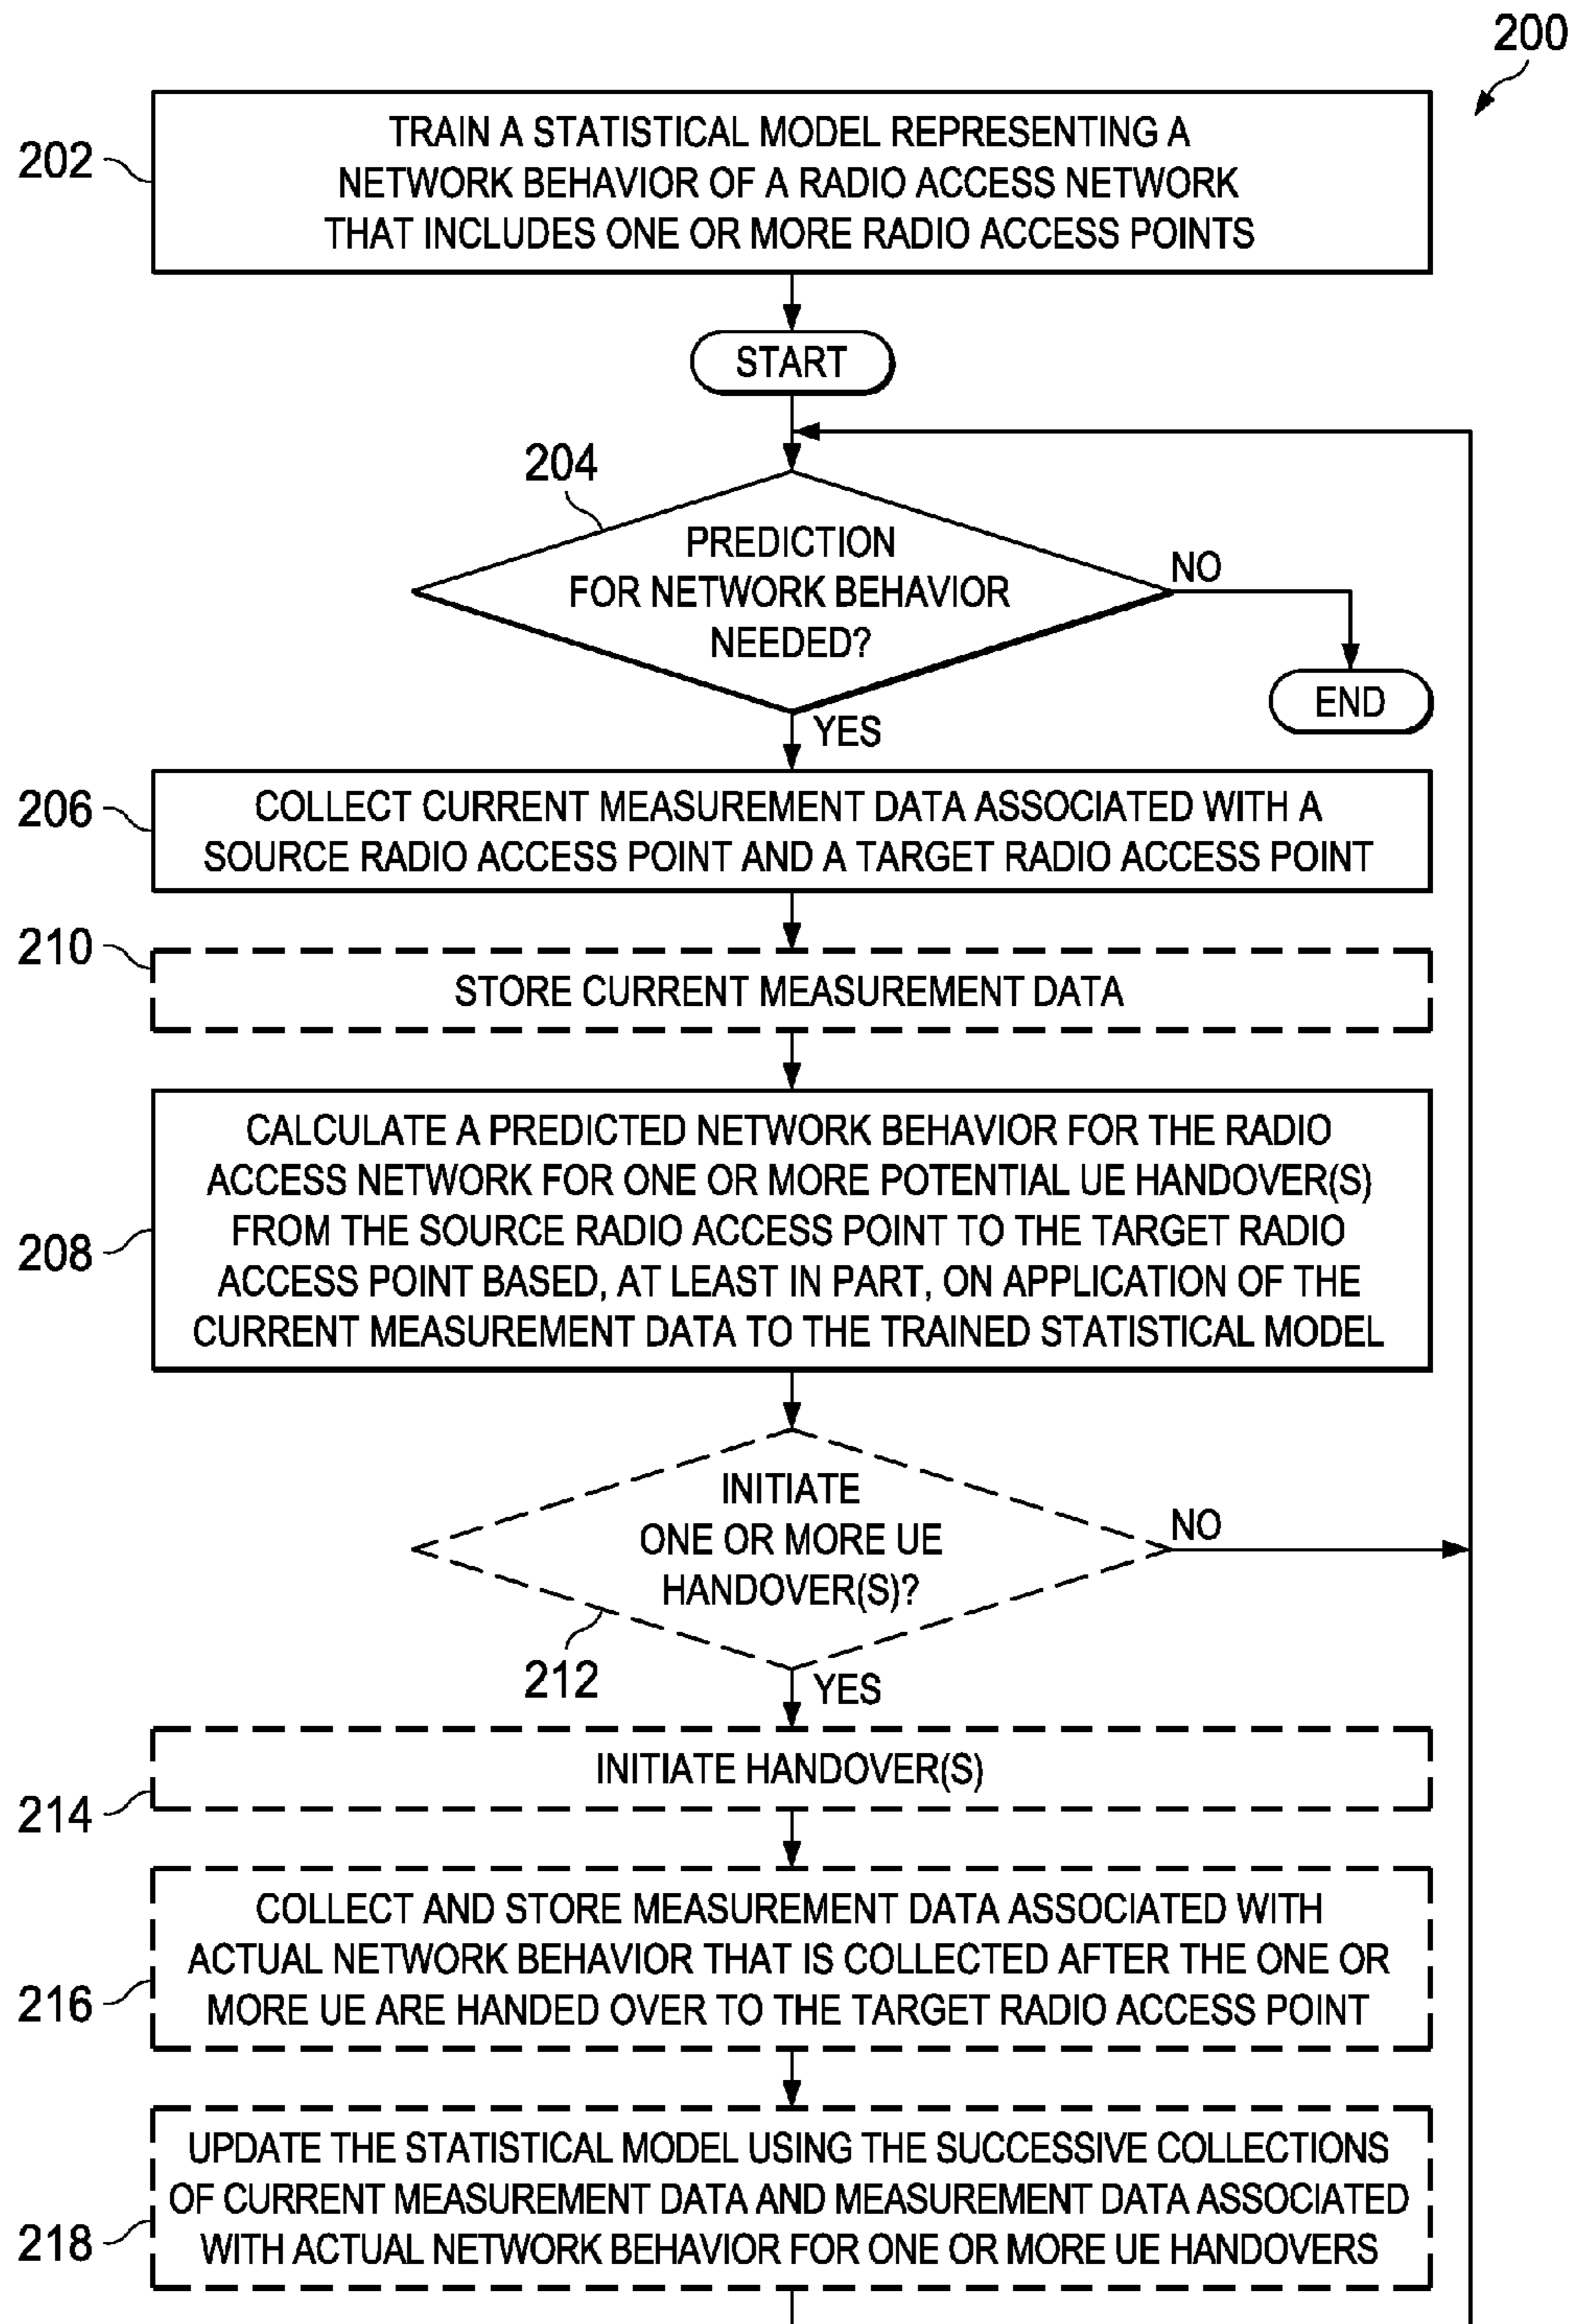 200
202
TRAIN A STATISTICAL MODEL REPRESENTING A
NETWORK BEHAVIOR OF A RADIO ACCESS NETWORK
THAT INCLUDES ONE OR MORE RADIO ACCESS POINTS
START
204
PREDICTION
FOR NETWORK BEHAVIOR
NEEDED?
NO
END
YES
206
COLLECT CURRENT MEASUREMENT DATA ASSOCIATED WITH A
SOURCE RADIO ACCESS POINT AND A TARGET RADIO ACCESS POINT
210
STORE CURRENT MEASUREMENT DATA
208
CALCULATE A PREDICTED NETWORK BEHAVIOR FOR THE RADIO
ACCESS NETWORK FOR ONE OR MORE POTENTIAL UE HANDOVER(S)
FROM THE SOURCE RADIO ACCESS POINT TO THE TARGET RADIO
ACCESS POINT BASED, AT LEAST IN PART, ON APPLICATION OF THE
CURRENT MEASUREMENT DATA TO THE TRAINED STATISTICAL MODEL
INITIATE
ONE OR MORE UE
HANDOVER(S)?
NO
212
YES
INITIATE HANDOVER(S)
214
COLLECT AND STORE MEASUREMENT DATA ASSOCIATED WITH
ACTUAL NETWORK BEHAVIOR THAT IS COLLECTED AFTER THE ONE OR
MORE UE ARE HANDED OVER TO THE TARGET RADIO ACCESS POINT
216
UPDATE THE STATISTICAL MODEL USING THE SUCCESSIVE COLLECTIONS
OF CURRENT MEASUREMENT DATA AND MEASUREMENT DATA ASSOCIATED
WITH ACTUAL NETWORK BEHAVIOR FOR ONE OR MORE UE HANDOVERS
218